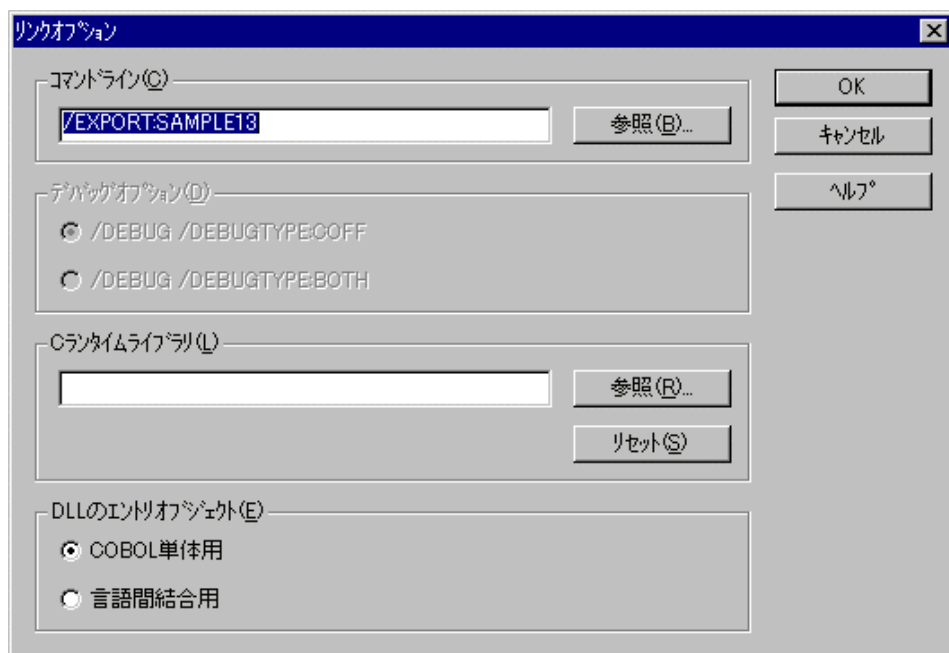 リンクオプション
コマンドライン(C)
/EXPORT:SAMPLE13
参照(B)...
デバッグオプション(D)
/DEBUG /DEBUGTYPE:COFF
/DEBUG /DEBUGTYPE:BOTH
Cランタイムライブラリ(L)
参照(R)...
リセット(S)
DLLのエントリオブジェクト(E)
COBOL単体用
言語間結合用
OK
キャンセル
ヘルプ